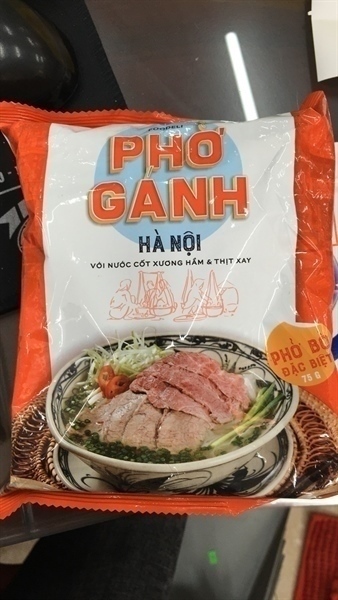 PHỞ
GÁNH
HÀ NỘI
VỚI NƯỚC CỐT XƯƠNG HẦM & THỊT XAY
PHỞ BÒ
ĐẶC BIỆT
75 G